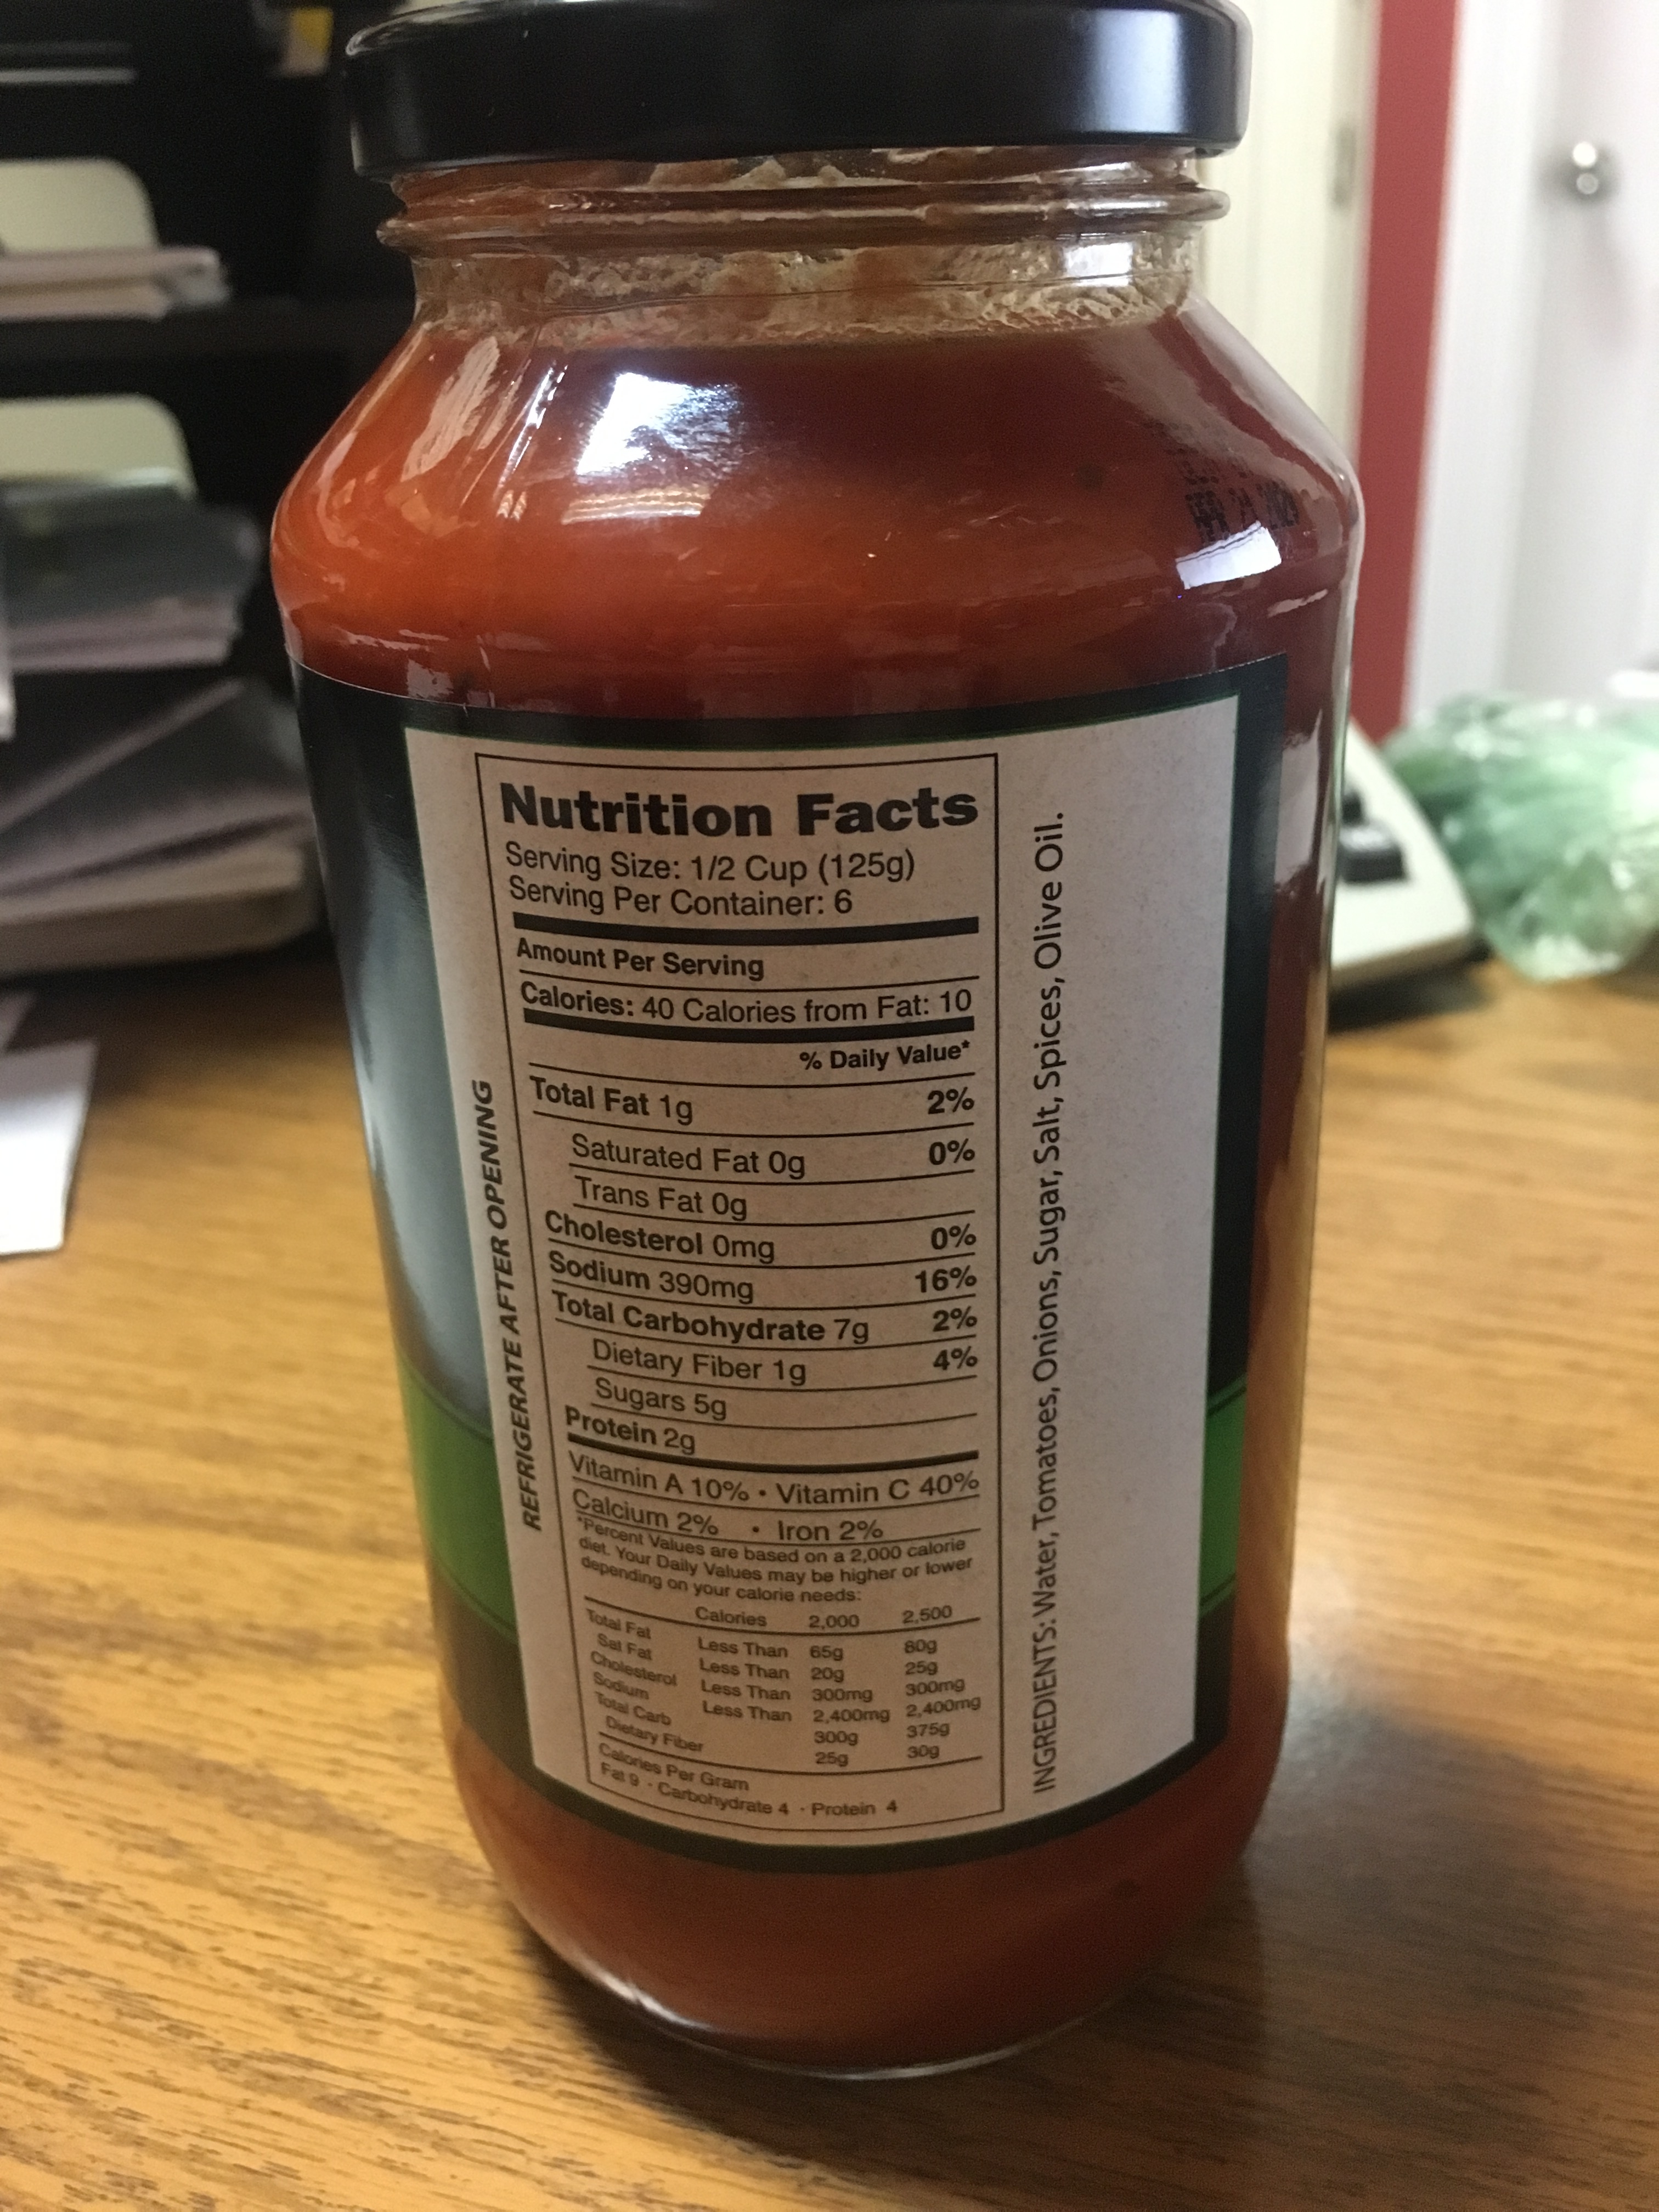 Nutrition Facts
Serving Size: 1/2 Cup (125g)
Serving Per Container: 6
Amount Per Serving
Calories: 40 Calories from Fat: 10
% Daily Value*
Total Fat 1g 2%
Saturated Fat 0g 0%
Trans Fat 0g
Cholesterol 0mg 0%
Sodium 390mg 16%
Total Carbohydrate 7g 2%
Dietary Fiber 1g 4%
Sugars 5g
Protein 2g
Vitamin A 10% • Vitamin C 40%
Calcium 2% • Iron 2%
*Percent Values are based on a 2,000 calorie
diet. Your Daily Values may be higher or lower
depending on your calorie needs:
Calories 2,000 2,500
Total Fat Less Than 65g 80g
Sat Fat Less Than 20g 25g
Cholesterol Less Than 300mg 300mg
Sodium Less Than 2,400mg 2,400mg
Total Carb 300g 375g
Dietary Fiber 25g 30g
Calories Per Gram
Fat 9 · Carbohydrate 4 · Protein 4
REFRIGERATE AFTER OPENING
INGREDIENTS: Water, Tomatoes, Onions, Sugar, Salt, Spices, Olive Oil.